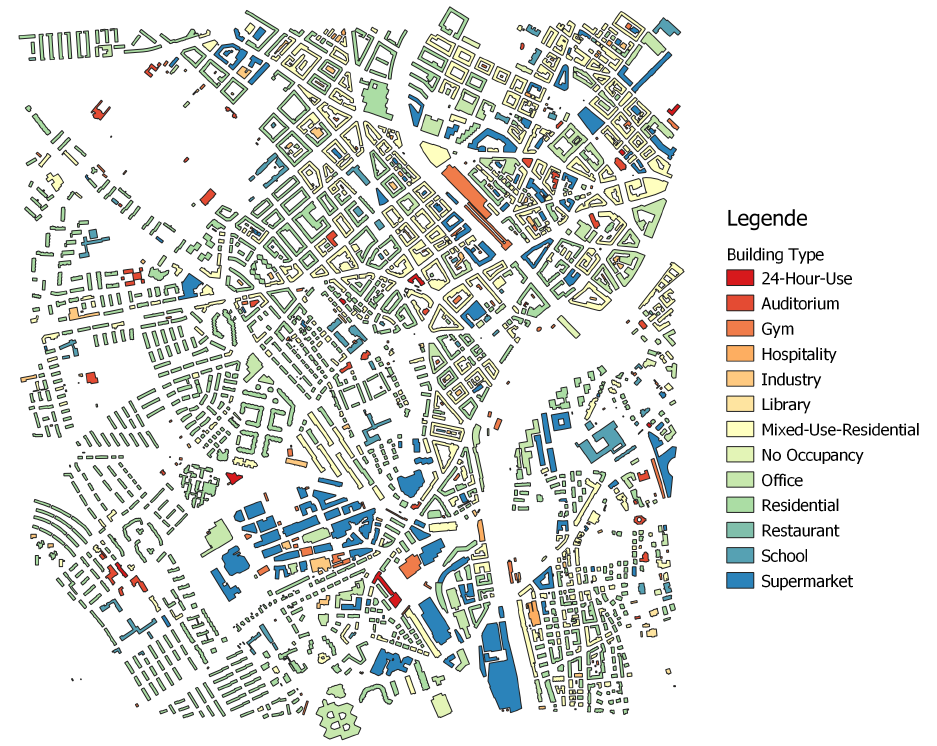 Legende
Building Type
24-Hour-Use
Auditorium
Gym
Hospitality
Industry
Library
Mixed-Use-Residential
No Occupancy
Office
Residential
Restaurant
School
Supermarket